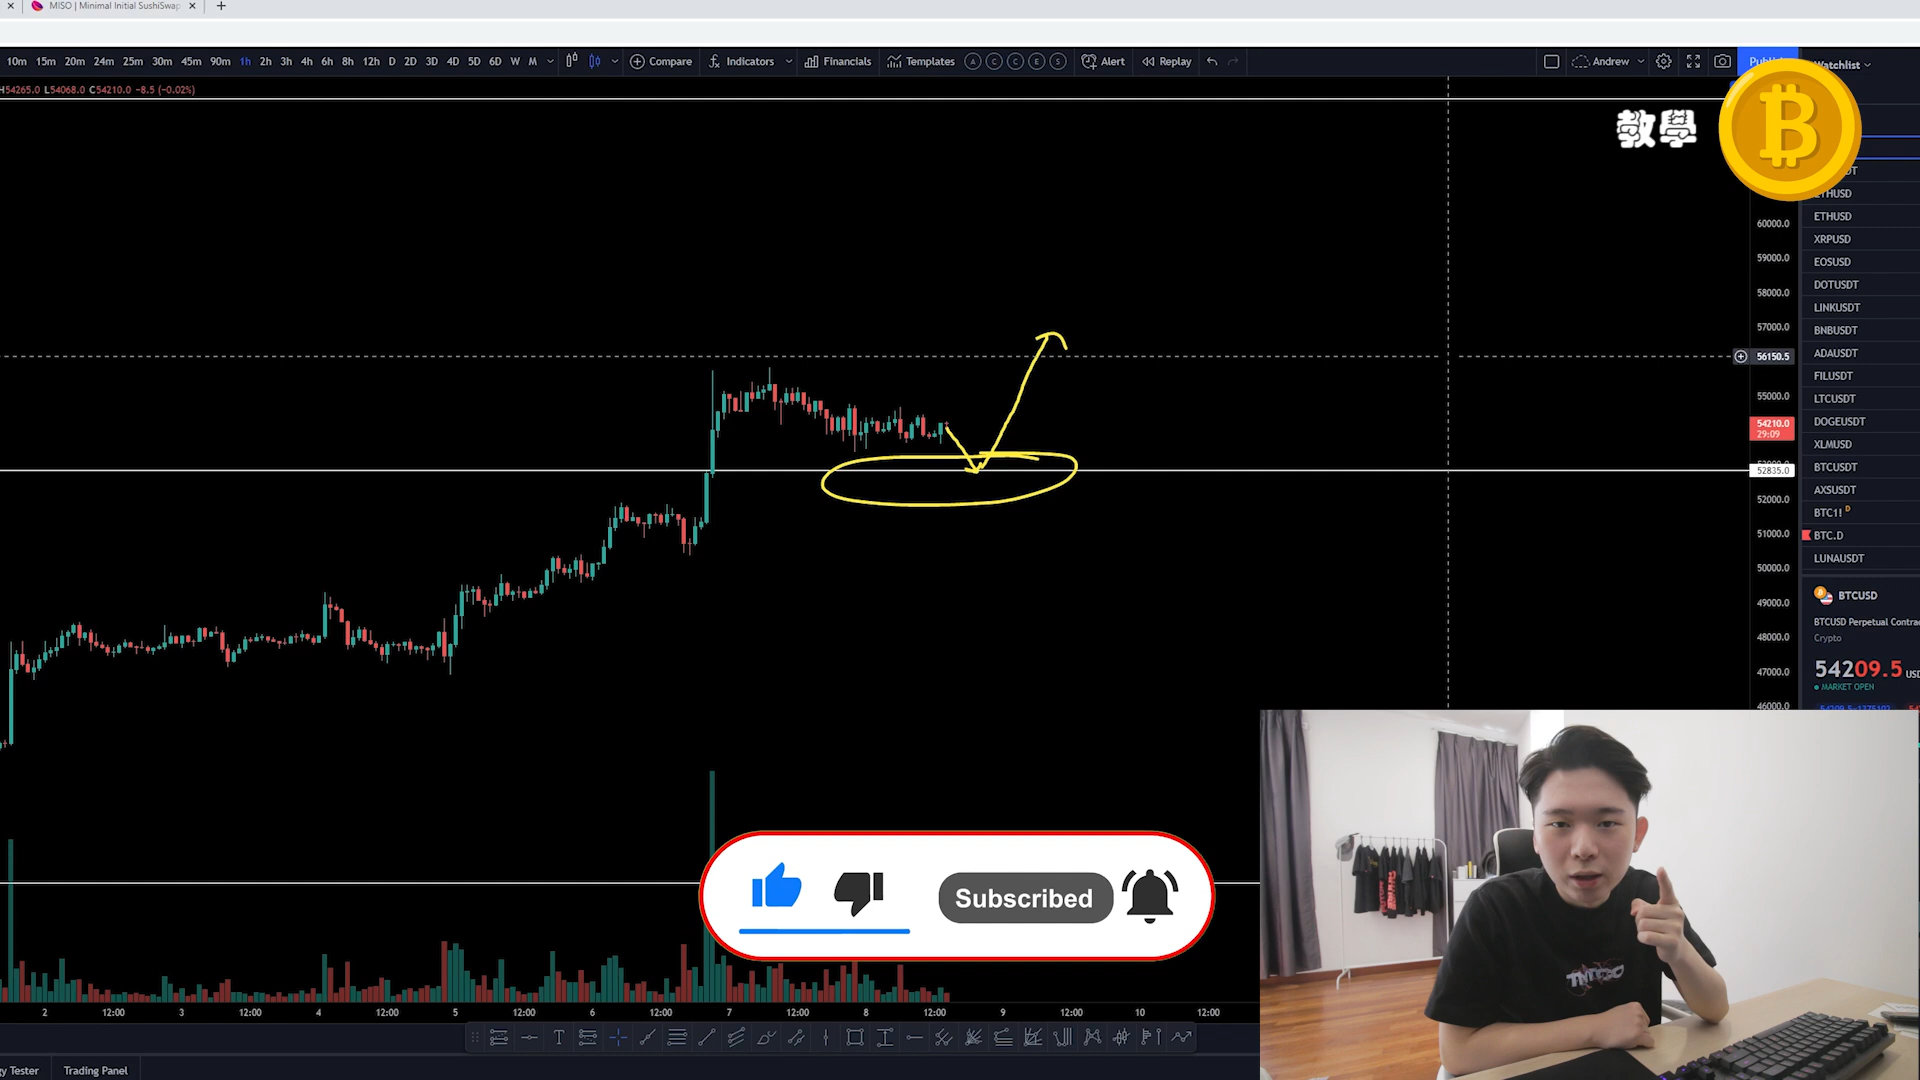 MISO | Minimal Initial SushiSwap
10m 15m 20m 24m 25m 30m 45m 90m 1h 2h 3h 4h 6h 8h 12h D 2D 3D 4D 5D 6D W M
Compare
Indicators
Financials
Templates
A C C E S
Alert
Replay
Andrew
Watchlist
H54265.0 L54068.0 C54210.0 -8.5 (-0.02%)
教學
60000.0
59000.0
58000.0
57000.0
56150.5
55000.0
54210.0
29:09
52835.0
52000.0
51000.0
50000.0
49000.0
48000.0
47000.0
46000.0
ETHUSD
XRPUSD
EOSUSD
DOTUSDT
LINKUSDT
BNBUSDT
ADAUSDT
FILUSDT
LTCUSDT
DOGEUSDT
XLMUSD
BTCUSDT
AXSUSDT
BTC1! D
BTC.D
LUNAUSDT
BTCUSD
BTCUSD Perpetual Contrac
Crypto
54209.5 USD
MARKET OPEN
Subscribed
2 12:00 3 12:00 4 12:00 5 12:00 6 12:00 7 12:00 8 12:00 9 12:00 10 12:00
gy Tester
Trading Panel